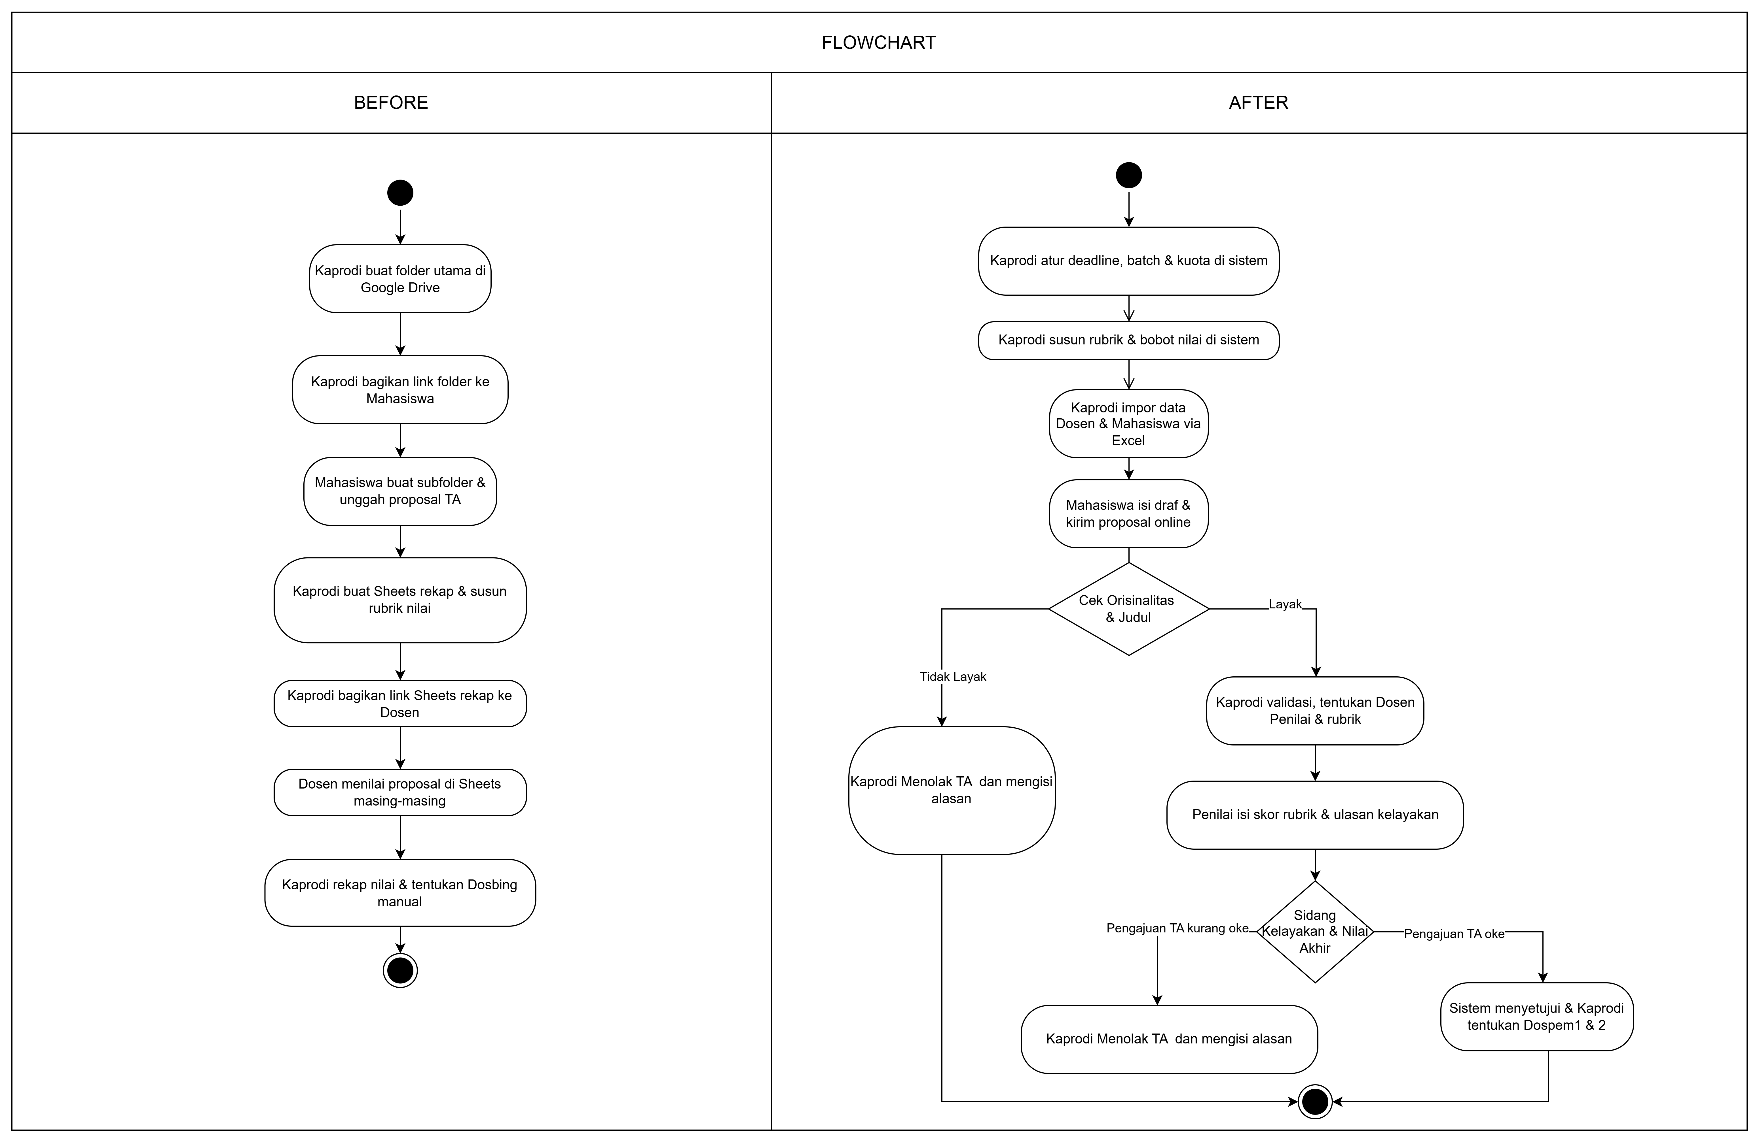 FLOWCHART
BEFORE
AFTER
Kaprodi buat folder utama di
Google Drive
Kaprodi bagikan link folder ke
Mahasiswa
Mahasiswa buat subfolder &
unggah proposal TA
Kaprodi buat Sheets rekap & susun
rubrik nilai
Kaprodi bagikan link Sheets rekap ke
Dosen
Dosen menilai proposal di Sheets
masing-masing
Kaprodi rekap nilai & tentukan Dosbing
manual
Kaprodi atur deadline, batch & kuota di sistem
Kaprodi susun rubrik & bobot nilai di sistem
Kaprodi impor data
Dosen & Mahasiswa via
Excel
Mahasiswa isi draf &
kirim proposal online
Cek Orisinalitas
& Judul
Layak
Tidak Layak
Kaprodi validasi, tentukan Dosen
Penilai & rubrik
Kaprodi Menolak TA  dan mengisi
alasan
Penilai isi skor rubrik & ulasan kelayakan
Sidang
Kelayakan & Nilai
Akhir
Pengajuan TA kurang oke
Pengajuan TA oke
Kaprodi Menolak TA  dan mengisi alasan
Sistem menyetujui & Kaprodi
tentukan Dospem1 & 2